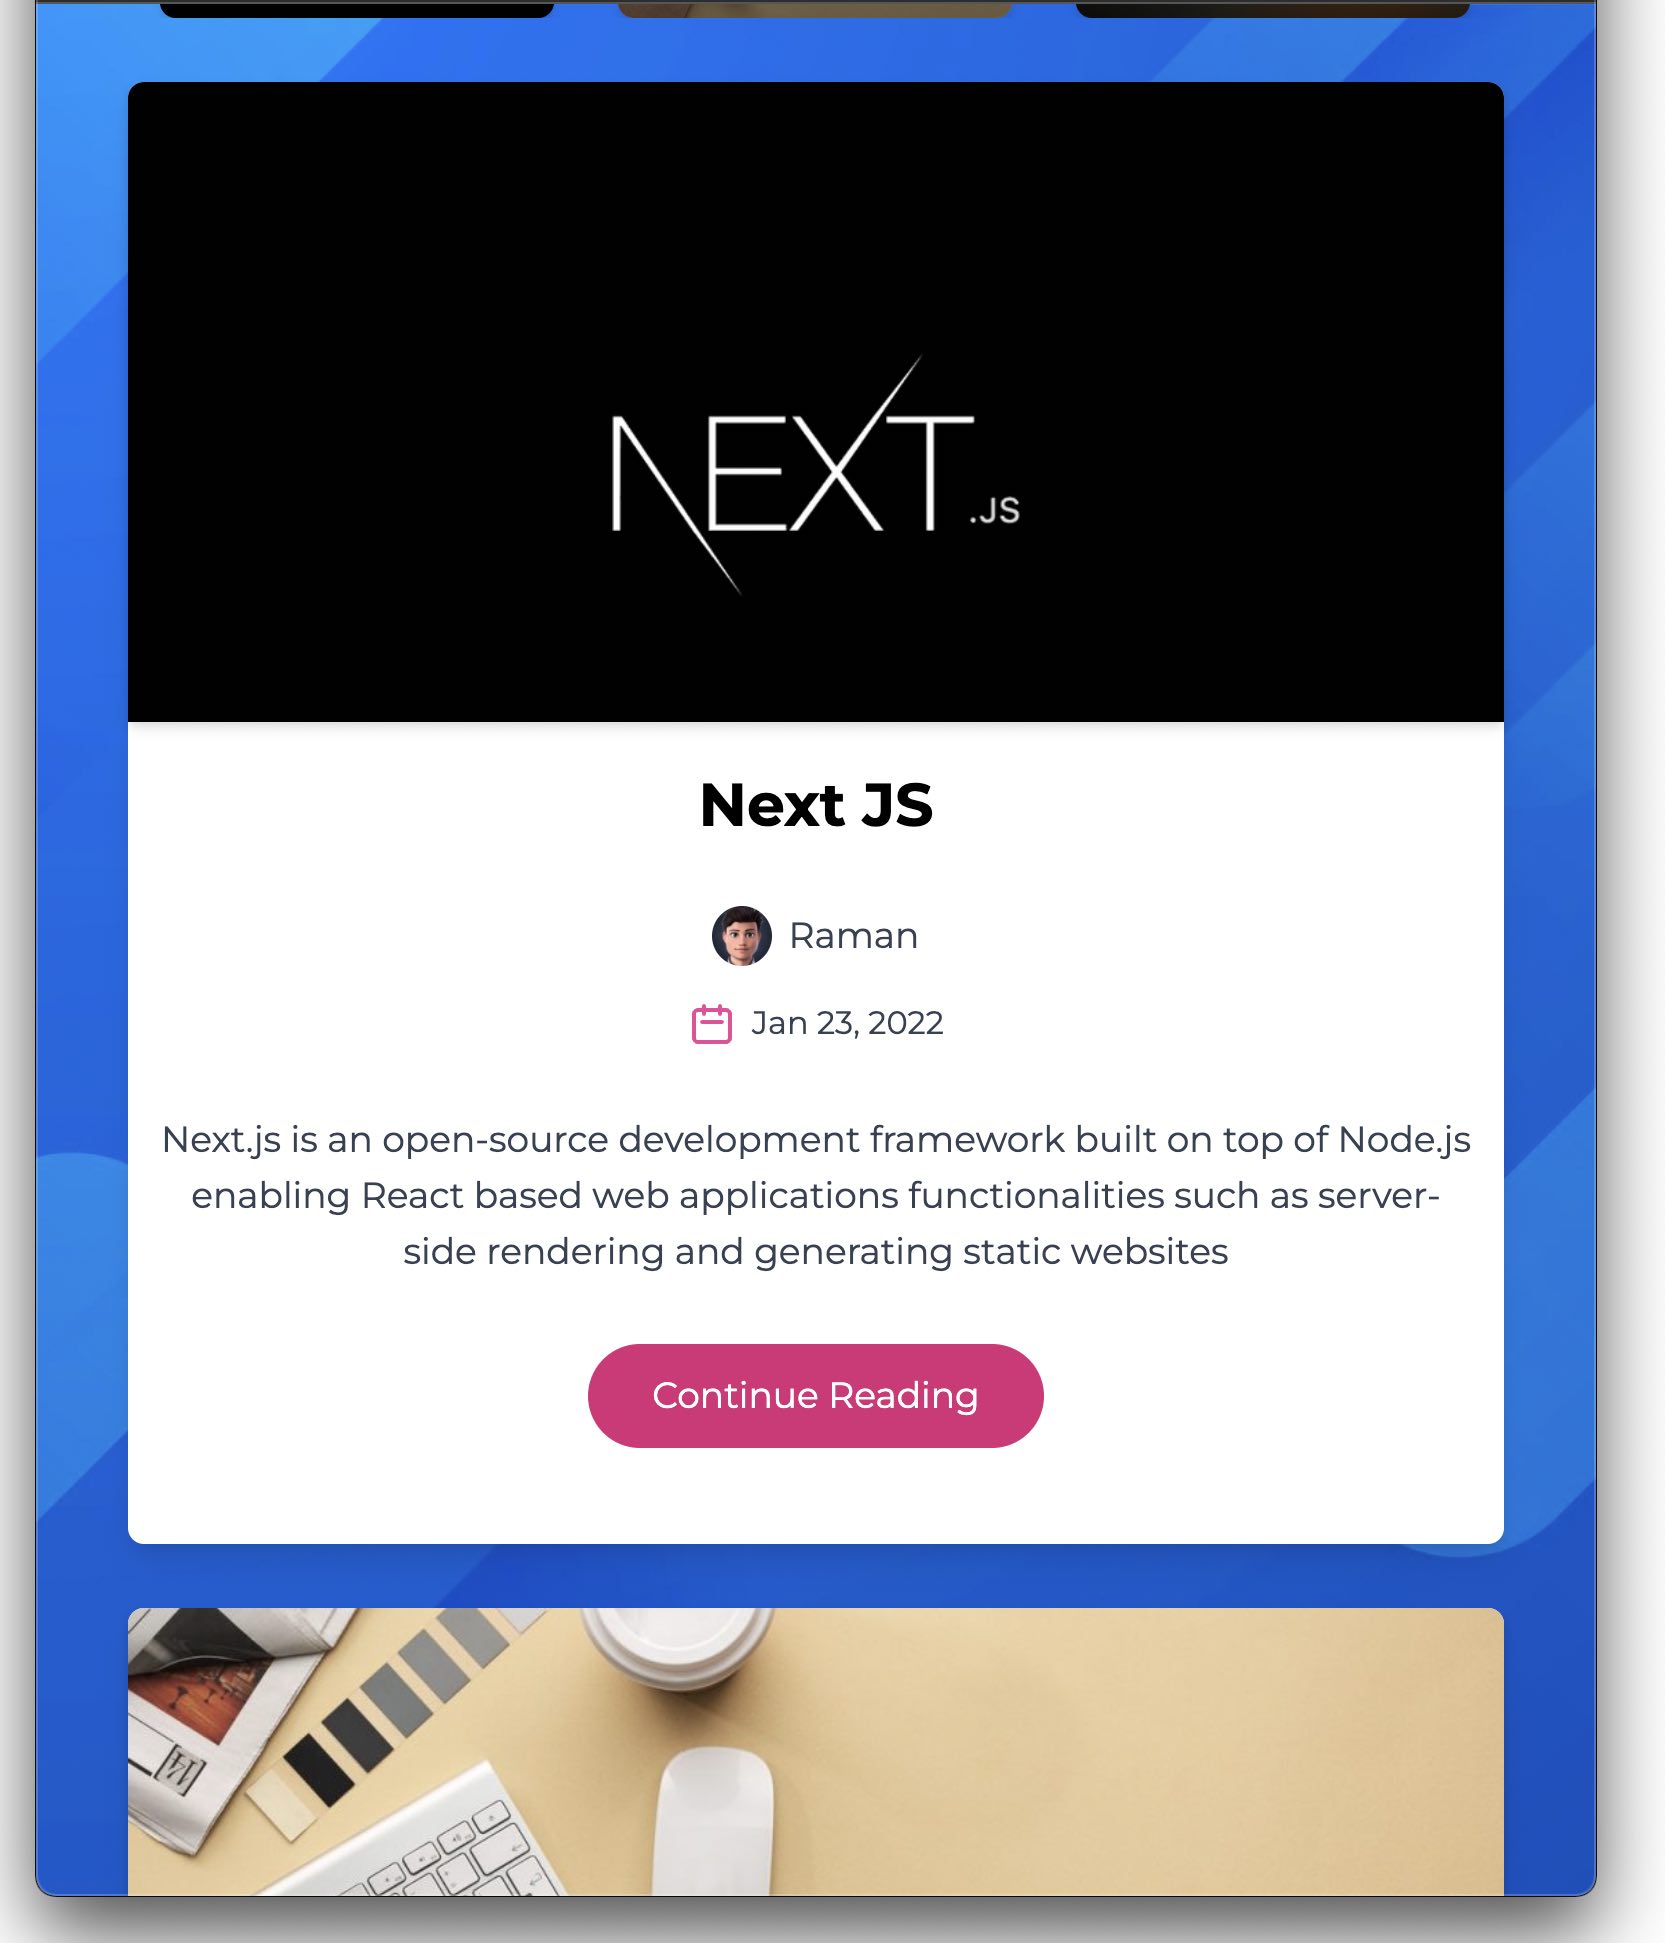 NEXT.JS
Next JS
Raman
Jan 23, 2022
Next.js is an open-source development framework built on top of Node.js
enabling React based web applications functionalities such as server-
side rendering and generating static websites
Continue Reading